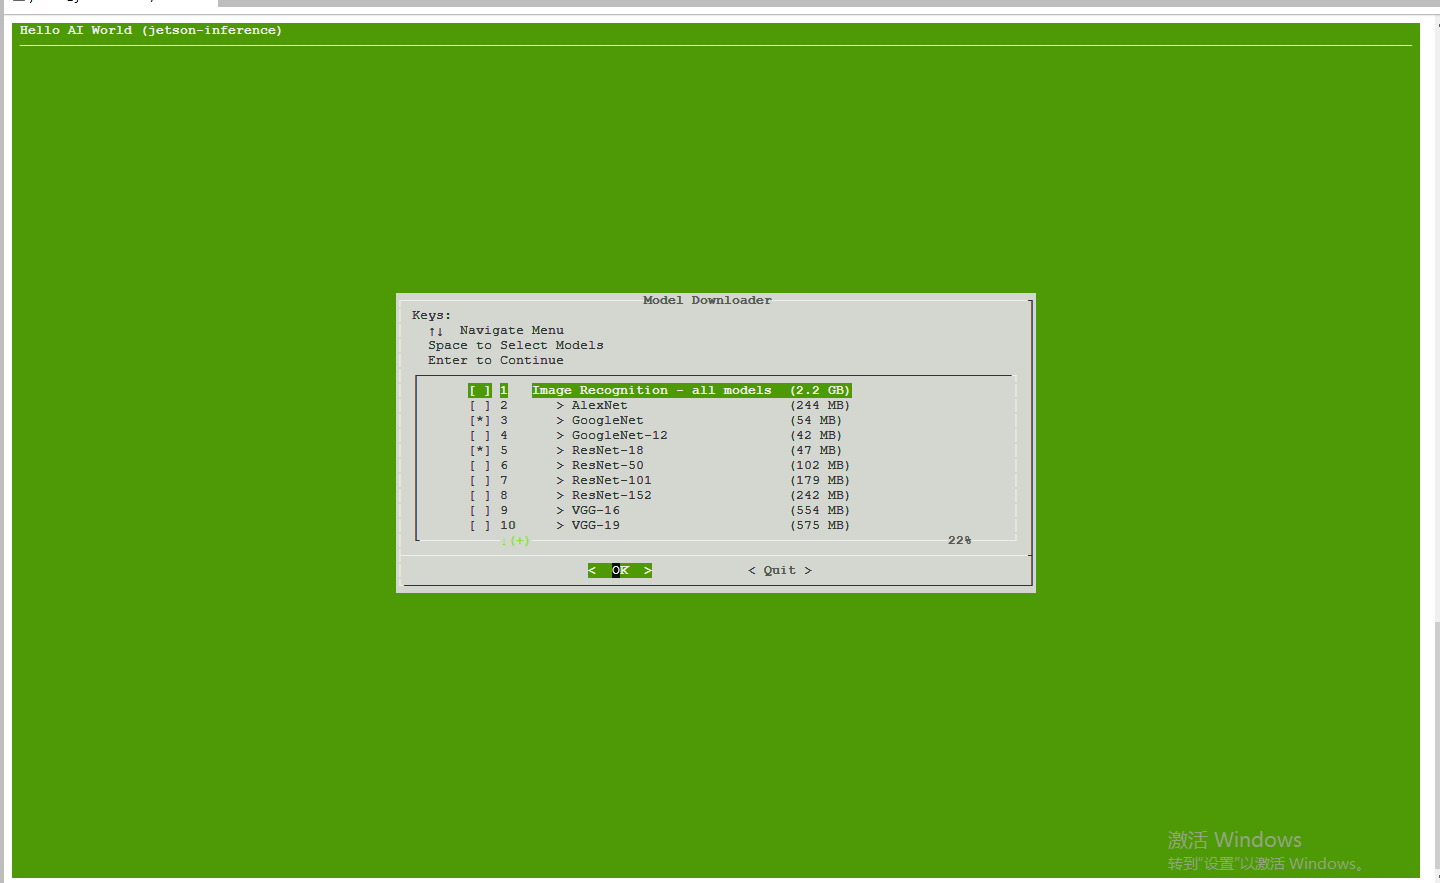 Hello AI World (jetson-inference)
Model Downloader
Keys:
↑↓ Navigate Menu
Space to Select Models
Enter to Continue
[ ] 1 Image Recognition - all models (2.2 GB)
[ ] 2 > AlexNet (244 MB)
[*] 3 > GoogleNet (54 MB)
[ ] 4 > GoogleNet-12 (42 MB)
[*] 5 > ResNet-18 (47 MB)
[ ] 6 > ResNet-50 (102 MB)
[ ] 7 > ResNet-101 (179 MB)
[ ] 8 > ResNet-152 (242 MB)
[ ] 9 > VGG-16 (554 MB)
[ ] 10 > VGG-19 (575 MB)
↓(+) 22%
< OK > < Quit >
激活 Windows
转到"设置"以激活 Windows。